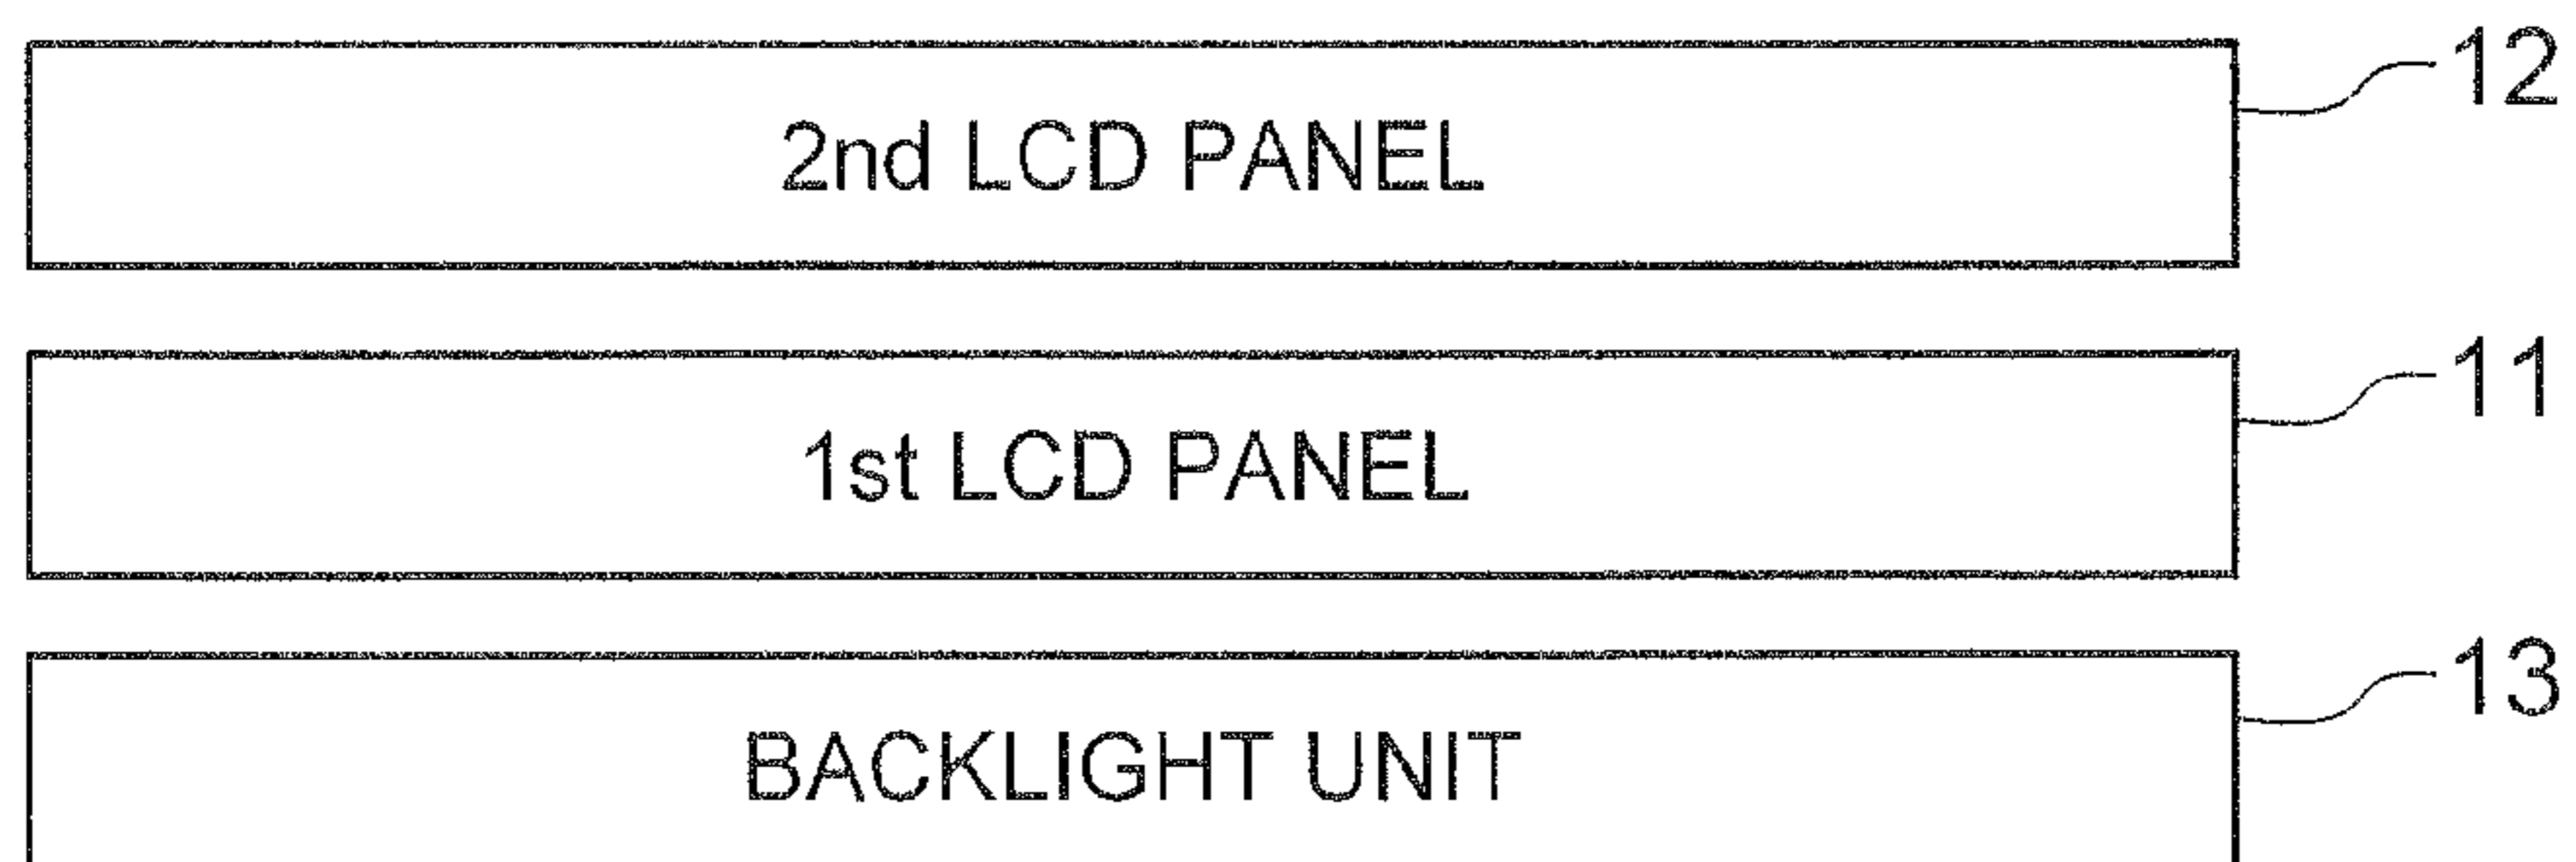 12
2nd LCD PANEL
11
1st LCD PANEL
13
BACKLIGHT UNIT